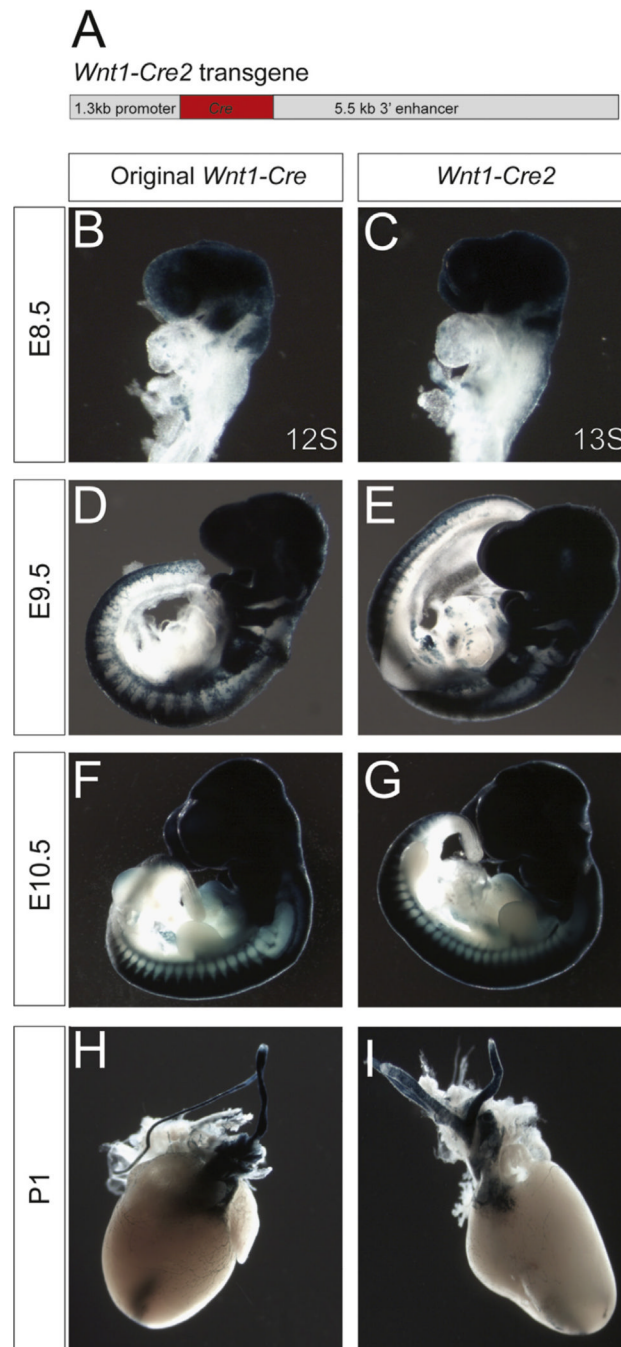 A
Wnt1-Cre2 transgene
1.3kb promoter Cre 5.5 kb 3' enhancer
Original Wnt1-Cre Wnt1-Cre2
E8.5
B
12S
C
13S
E9.5
D
E
E10.5
F
G
P1
H
I